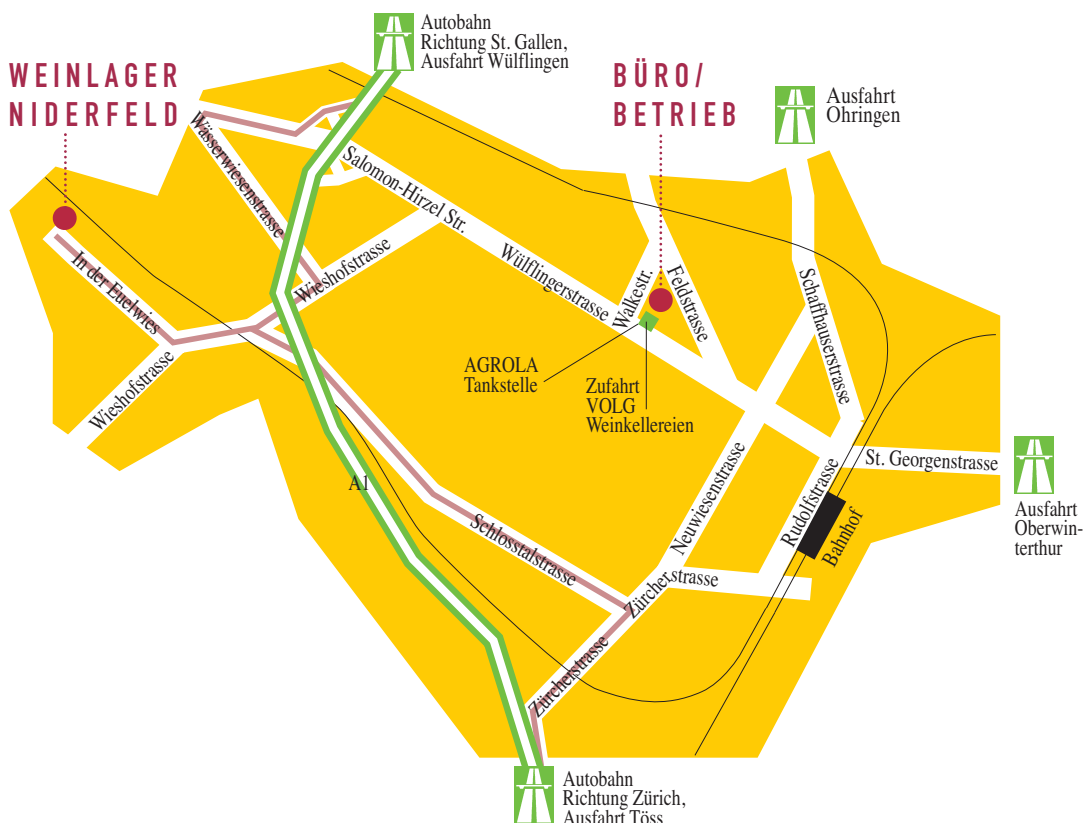 Autobahn
Richtung St. Gallen,
Ausfahrt Wülflingen
WEINLAGER
NIDERFELD
BÜRO/
BETRIEB
Ausfahrt
Ohringen
Wässerwiesenstrasse
Salomon-Hirzel Str.
In der Euelwies
Wieshofstrasse
Wülflingerstrasse
Walkestr.
Feldstrasse
Schaffhauserstrasse
Wieshofstrasse
AGROLA
Tankstelle
Zufahrt
VOLG
Weinkellereien
A1
Schlosstalstrasse
Neuwiesenstrasse
Rudolfstrasse
Bahnhof
St. Georgenstrasse
Ausfahrt
Oberwin-
terthur
Zürcherstrasse
Zürcherstrasse
Autobahn
Richtung Zürich,
Ausfahrt Töss